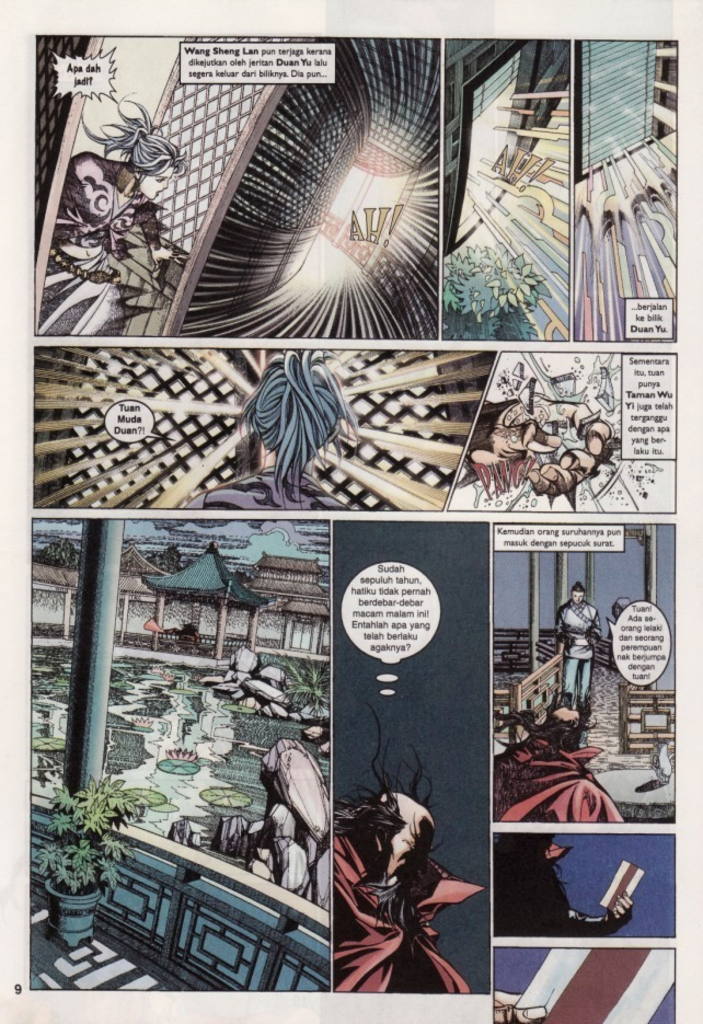 Apa dah
jadi?
Wang Sheng Lan pun terjaga kerana
dikejutkan oleh jeritan Duan Yu lalu
segera keluar dari biliknya. Dia pun...
AH!
AH!
...berjalan
ke bilik
Duan Yu.
Tuan
Muda
Duan?!
Sementara
itu, tuan
punya
Taman Wu
Yi juga telah
terganggu
dengan apa
yang ber-
laku itu.
PANG
Sudah
sepuluh tahun,
hatiku tidak pernah
berdebar-debar
macam malam ini!
Entahlah apa yang
telah berlaku
agaknya?
Kemudian orang suruhannya pun
masuk dengan sepucuk surat.
Tuan!
Ada se-
orang lelaki
dan seorang
perempuan
nak berjumpa
dengan
tuan!
9